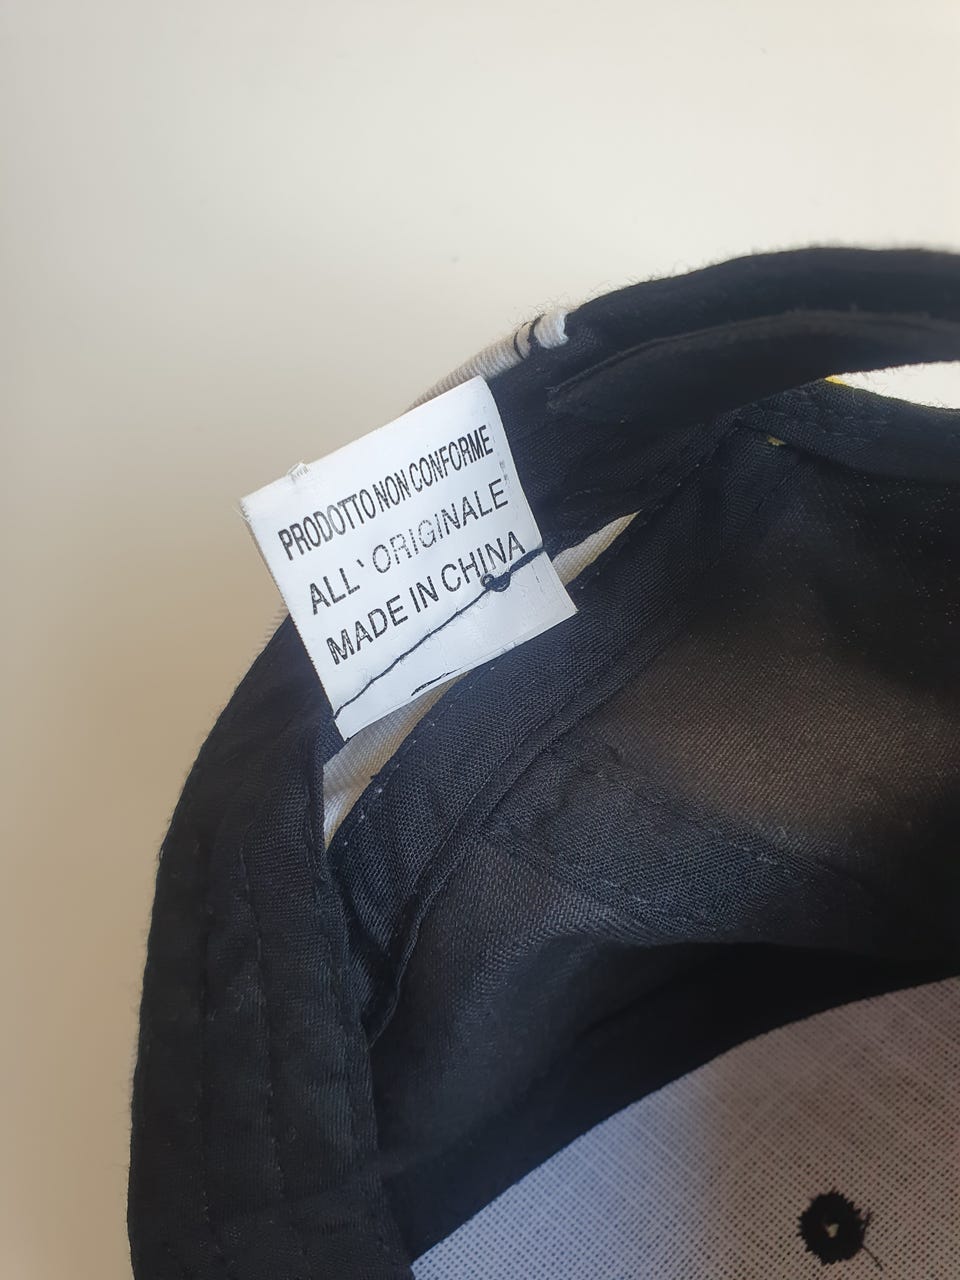 PRODOTTO NON CONFORME
ALL`ORIGINALE"
MADE IN CHINA